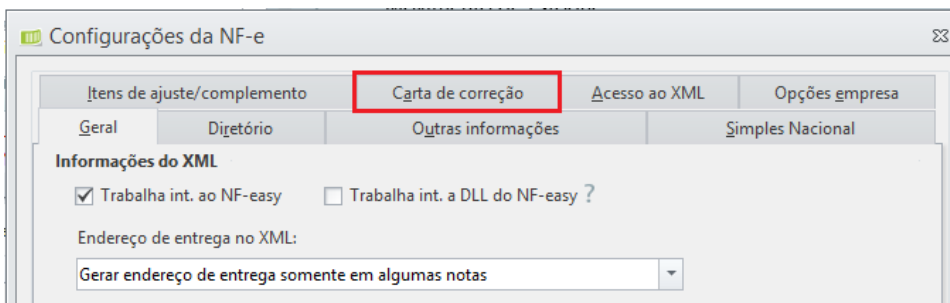 Configurações da NF-e
Itens de ajuste/complemento Carta de correção Acesso ao XML Opções empresa
Geral Diretório Outras informações Simples Nacional
Informações do XML
Trabalha int. ao NF-easy Trabalha int. a DLL do NF-easy ?
Endereço de entrega no XML:
Gerar endereço de entrega somente em algumas notas